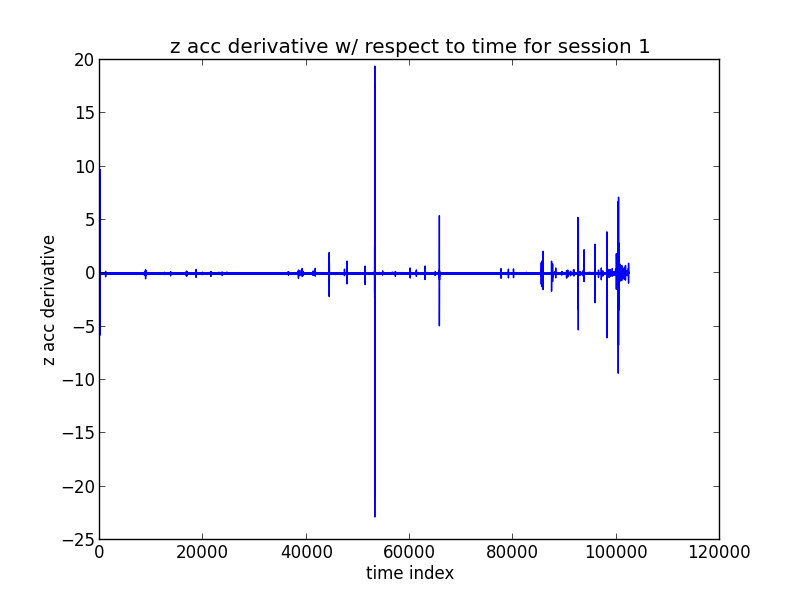 z acc derivative w/ respect to time for session 1
20
15
10
5
0
−5
−10
−15
−20
−25
z acc derivative
0 20000 40000 60000 80000 100000 120000
time index